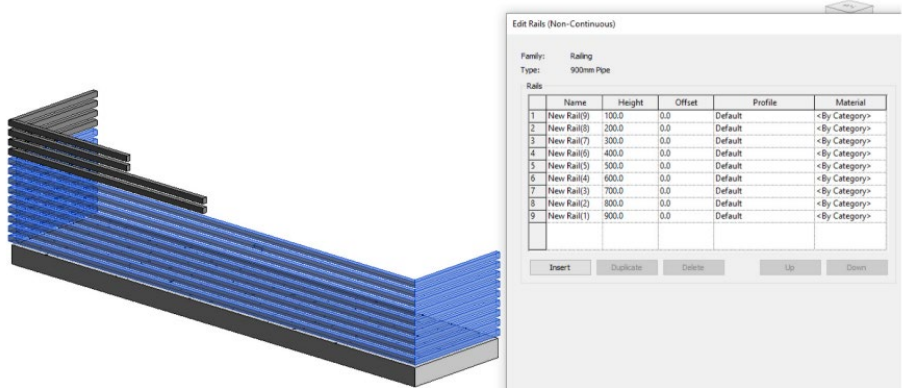 Edit Rails (Non-Continuous)
Family: Railing
Type: 900mm Pipe
Rails
Name Height Offset Profile Material
1 New Rail(9) 100.0 0.0 Default <By Category>
2 New Rail(8) 200.0 0.0 Default <By Category>
3 New Rail(7) 300.0 0.0 Default <By Category>
4 New Rail(6) 400.0 0.0 Default <By Category>
5 New Rail(5) 500.0 0.0 Default <By Category>
6 New Rail(4) 600.0 0.0 Default <By Category>
7 New Rail(3) 700.0 0.0 Default <By Category>
8 New Rail(2) 800.0 0.0 Default <By Category>
9 New Rail(1) 900.0 0.0 Default <By Category>
Insert Duplicate Delete Up Down